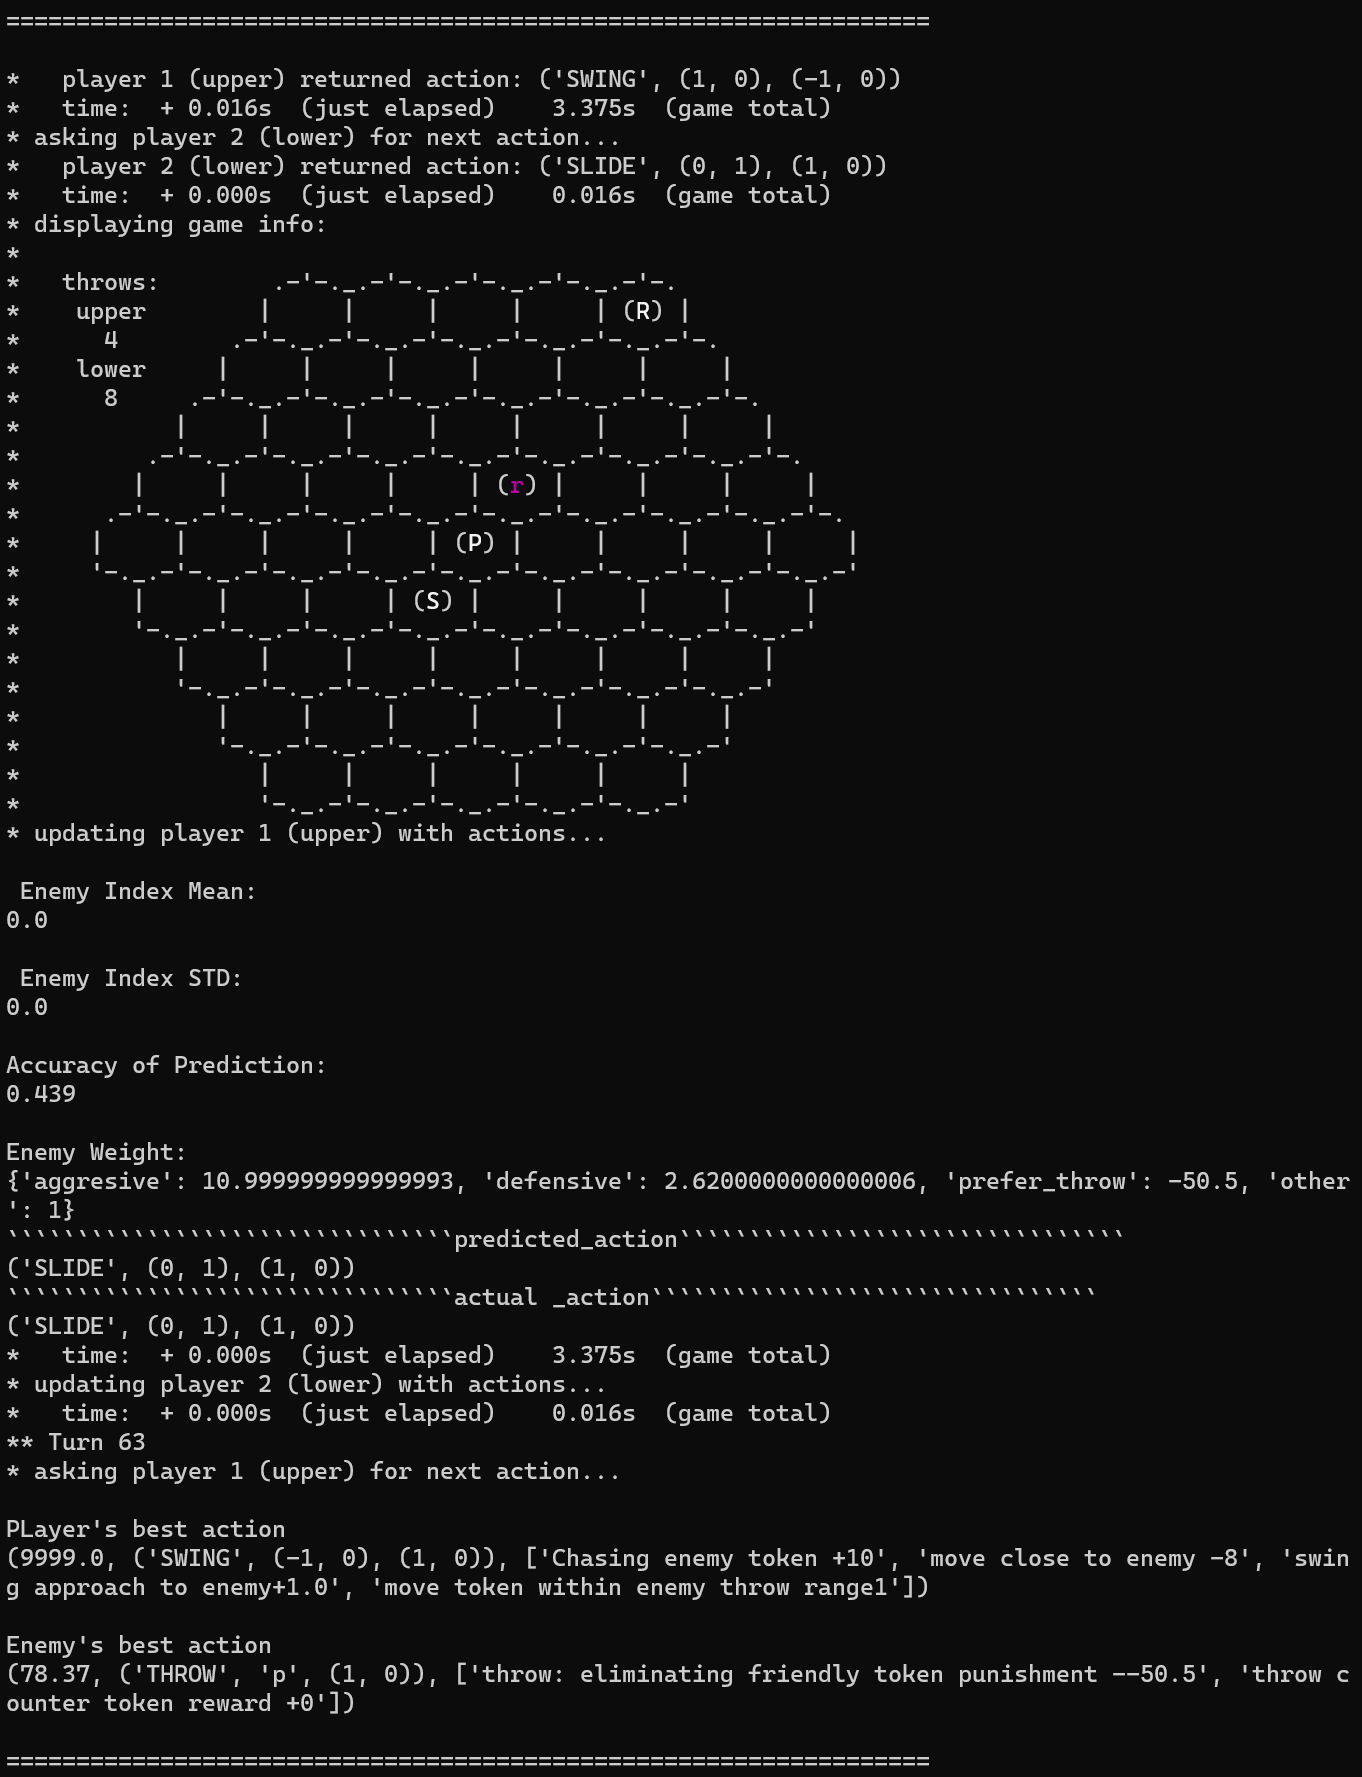 ==================================================================

*   player 1 (upper) returned action: ('SWING', (1, 0), (-1, 0))
*   time:  + 0.016s  (just elapsed)    3.375s  (game total)
* asking player 2 (lower) for next action...
*   player 2 (lower) returned action: ('SLIDE', (0, 1), (1, 0))
*   time:  + 0.000s  (just elapsed)    0.016s  (game total)
* displaying game info:
*
*   throws:        .-'-._.-'-._.-'-._.-'-._.-'-.
*    upper        |     |     |     |     | (R) |
*      4        .-'-._.-'-._.-'-._.-'-._.-'-._.-'-.
*    lower     |     |     |     |     |     |     |
*      8     .-'-._.-'-._.-'-._.-'-._.-'-._.-'-._.-'-.
*           |     |     |     |     |     |     |     |
*         .-'-._.-'-._.-'-._.-'-._.-'-._.-'-._.-'-._.-'-.
*        |     |     |     |     | (r) |     |     |     |
*      .-'-._.-'-._.-'-._.-'-._.-'-._.-'-._.-'-._.-'-._.-'-.
*     |     |     |     |     | (P) |     |     |     |     |
*     '-._.-'-._.-'-._.-'-._.-'-._.-'-._.-'-._.-'-._.-'-._.-'
*        |     |     |     | (S) |     |     |     |     |
*        '-._.-'-._.-'-._.-'-._.-'-._.-'-._.-'-._.-'-._.-'
*           |     |     |     |     |     |     |     |
*           '-._.-'-._.-'-._.-'-._.-'-._.-'-._.-'-._.-'
*              |     |     |     |     |     |     |
*              '-._.-'-._.-'-._.-'-._.-'-._.-'-._.-'
*                 |     |     |     |     |     |
*                 '-._.-'-._.-'-._.-'-._.-'-._.-'
* updating player 1 (upper) with actions...

 Enemy Index Mean:
0.0

 Enemy Index STD:
0.0

Accuracy of Prediction:
0.439

Enemy Weight:
{'aggresive': 10.999999999999993, 'defensive': 2.6200000000000006, 'prefer_throw': -50.5, 'other
': 1}
````````````````````````````````predicted_action````````````````````````````````
('SLIDE', (0, 1), (1, 0))
````````````````````````````````actual _action````````````````````````````````
('SLIDE', (0, 1), (1, 0))
*   time:  + 0.000s  (just elapsed)    3.375s  (game total)
* updating player 2 (lower) with actions...
*   time:  + 0.000s  (just elapsed)    0.016s  (game total)
** Turn 63
* asking player 1 (upper) for next action...

PLayer's best action
(9999.0, ('SWING', (-1, 0), (1, 0)), ['Chasing enemy token +10', 'move close to enemy -8', 'swin
g approach to enemy+1.0', 'move token within enemy throw range1'])

Enemy's best action
(78.37, ('THROW', 'p', (1, 0)), ['throw: eliminating friendly token punishment --50.5', 'throw c
ounter token reward +0'])

==================================================================